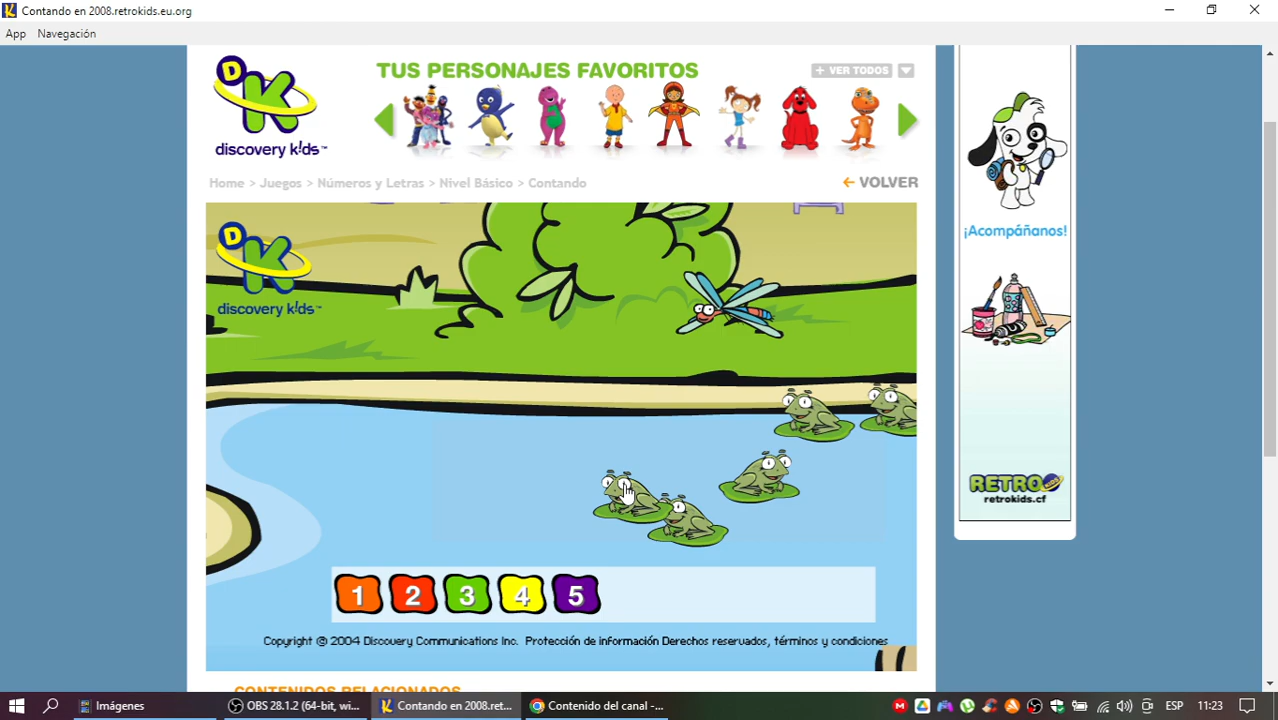 Contando en 2008.retrokids.eu.org
App Navegación
TUS PERSONAJES FAVORITOS
+ VER TODOS
D K
discovery k!ds™
Home > Juegos > Números y Letras > Nivel Básico > Contando
VOLVER
¡Acompáñanos!
D K
discovery k!ds™
RETRO
retrokids.cf
1 2 3 4 5
Copyright @ 2004 Discovery Communications Inc. Protección de información Derechos reservados, términos y condiciones
CONTENIDOS RELACIONADOS
Imágenes
OBS 28.1.2 (64-bit, wi...
Contando en 2008.ret...
Contenido del canal -...
ESP
11:23